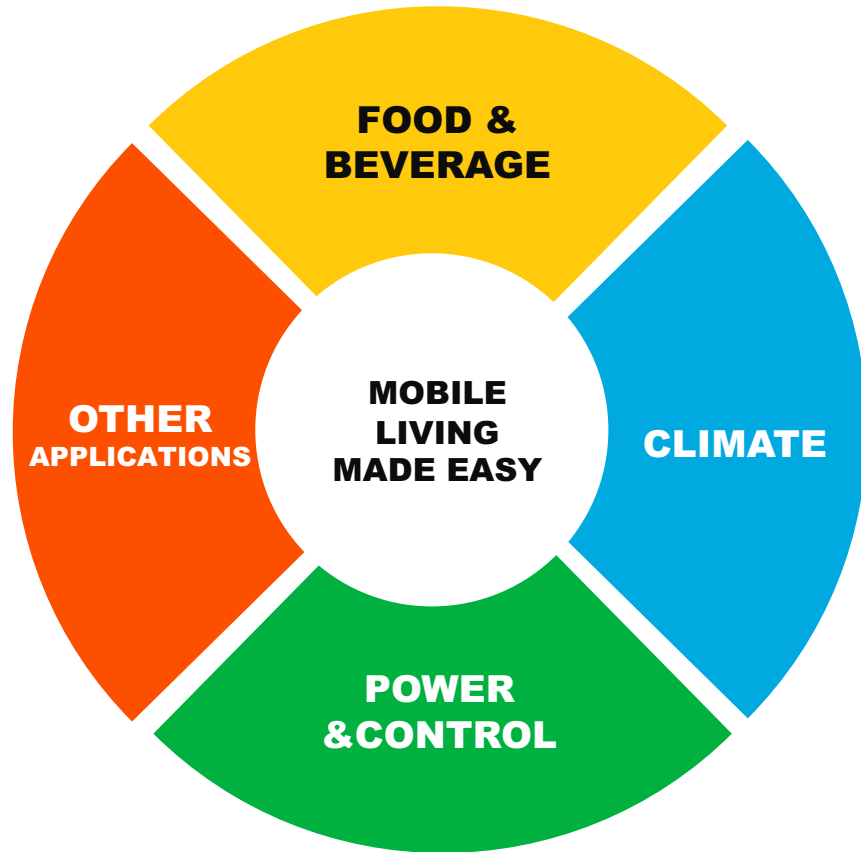 FOOD &
BEVERAGE
OTHER
APPLICATIONS
MOBILE
LIVING
MADE EASY
CLIMATE
POWER
&CONTROL